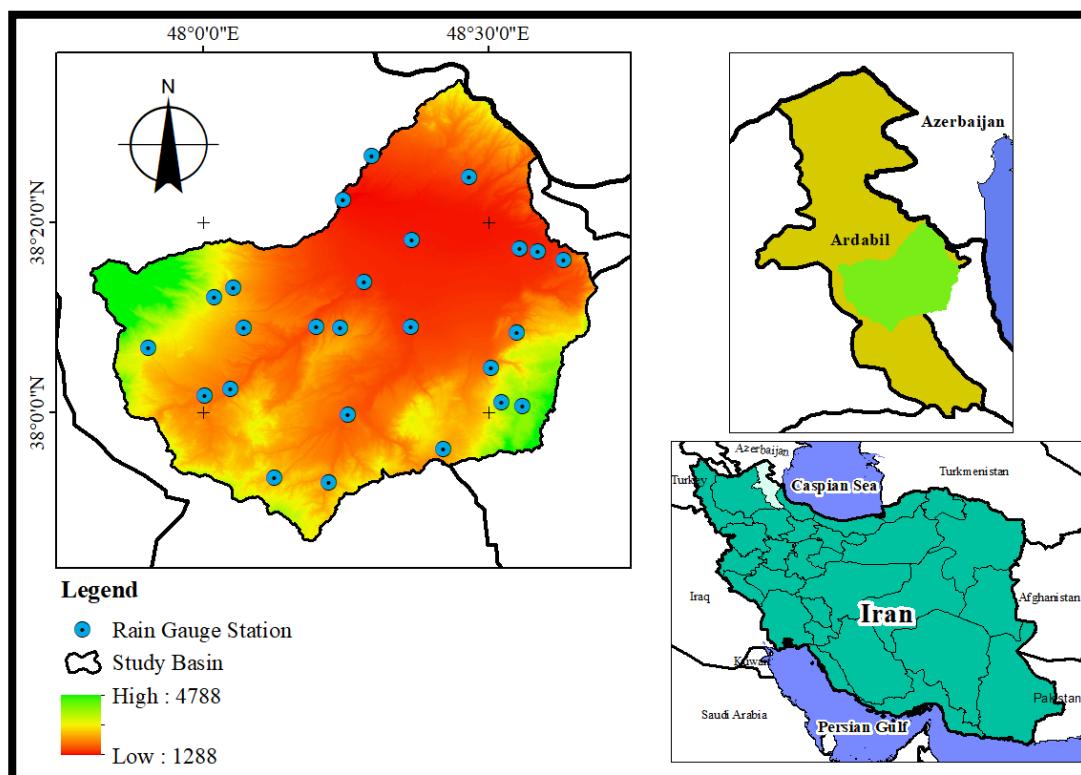 48°0'0"E
48°30'0"E
N
38°20'0"N
38°0'0"N
Legend
Rain Gauge Station
Study Basin
High : 4788
Low : 1288
Azerbaijan
Ardabil
Azerbaijan
Turkey
Caspian Sea
Turkmenistan
Iraq
Iran
Afghanistan
Kuwait
Pakistan
Saudi Arabia
Persian Gulf